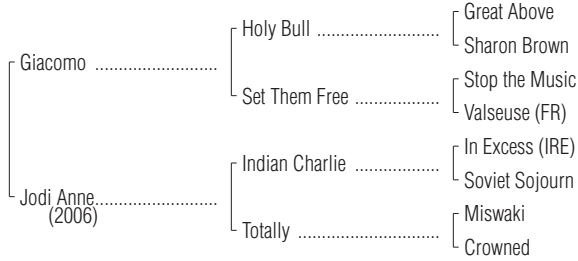 Great Above
Holy Bull ........................
Sharon Brown
Giacomo ........................
Stop the Music
Set Them Free .................
Valseuse (FR)
In Excess (IRE)
Indian Charlie .................
Soviet Sojourn
Jodi Anne........................
(2006)
Miswaki
Totally ............................
Crowned